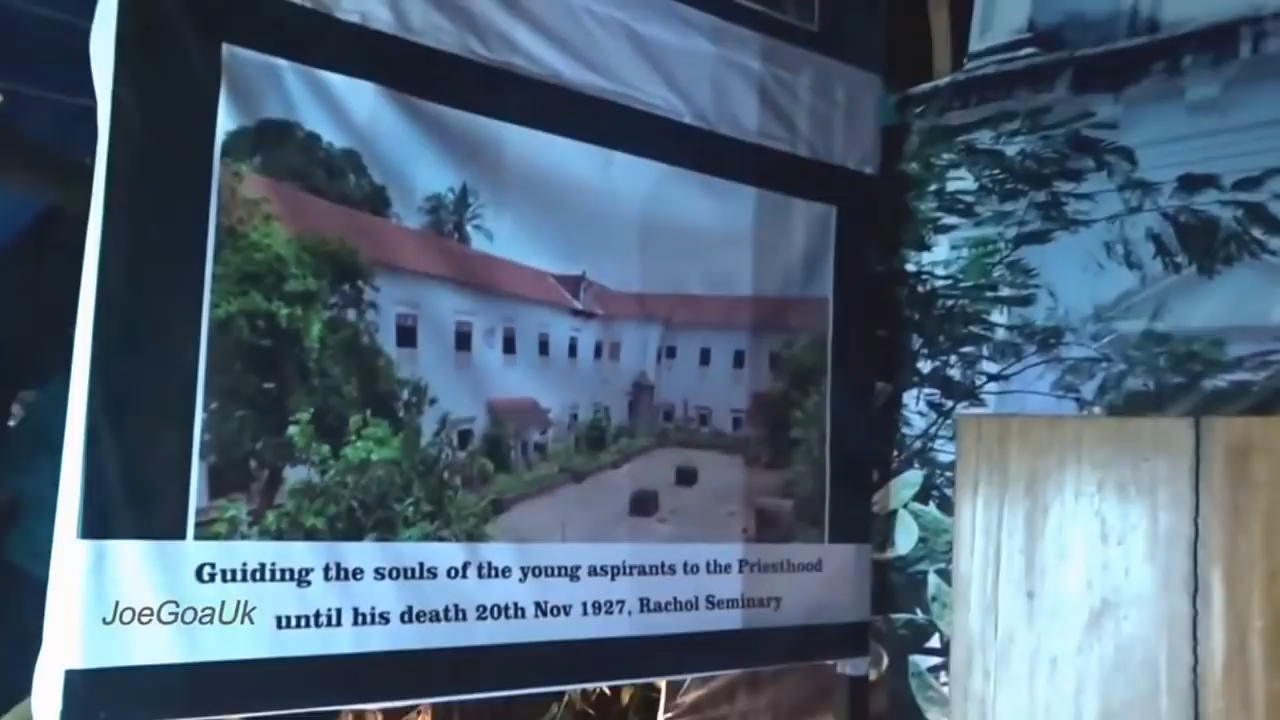 Guiding the souls of the young aspirants to the Priesthood
until his death 20th Nov 1927, Rachol Seminary
JoeGoaUk